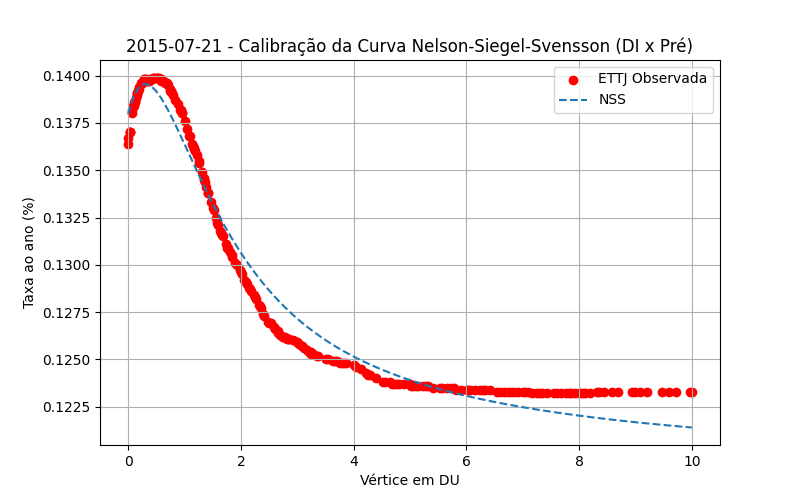 2015-07-21 - Calibração da Curva Nelson-Siegel-Svensson (DI x Pré)
ETTJ Observada
NSS
Taxa ao ano (%)
0.1400
0.1375
0.1350
0.1325
0.1300
0.1275
0.1250
0.1225
0 2 4 6 8 10
Vértice em DU